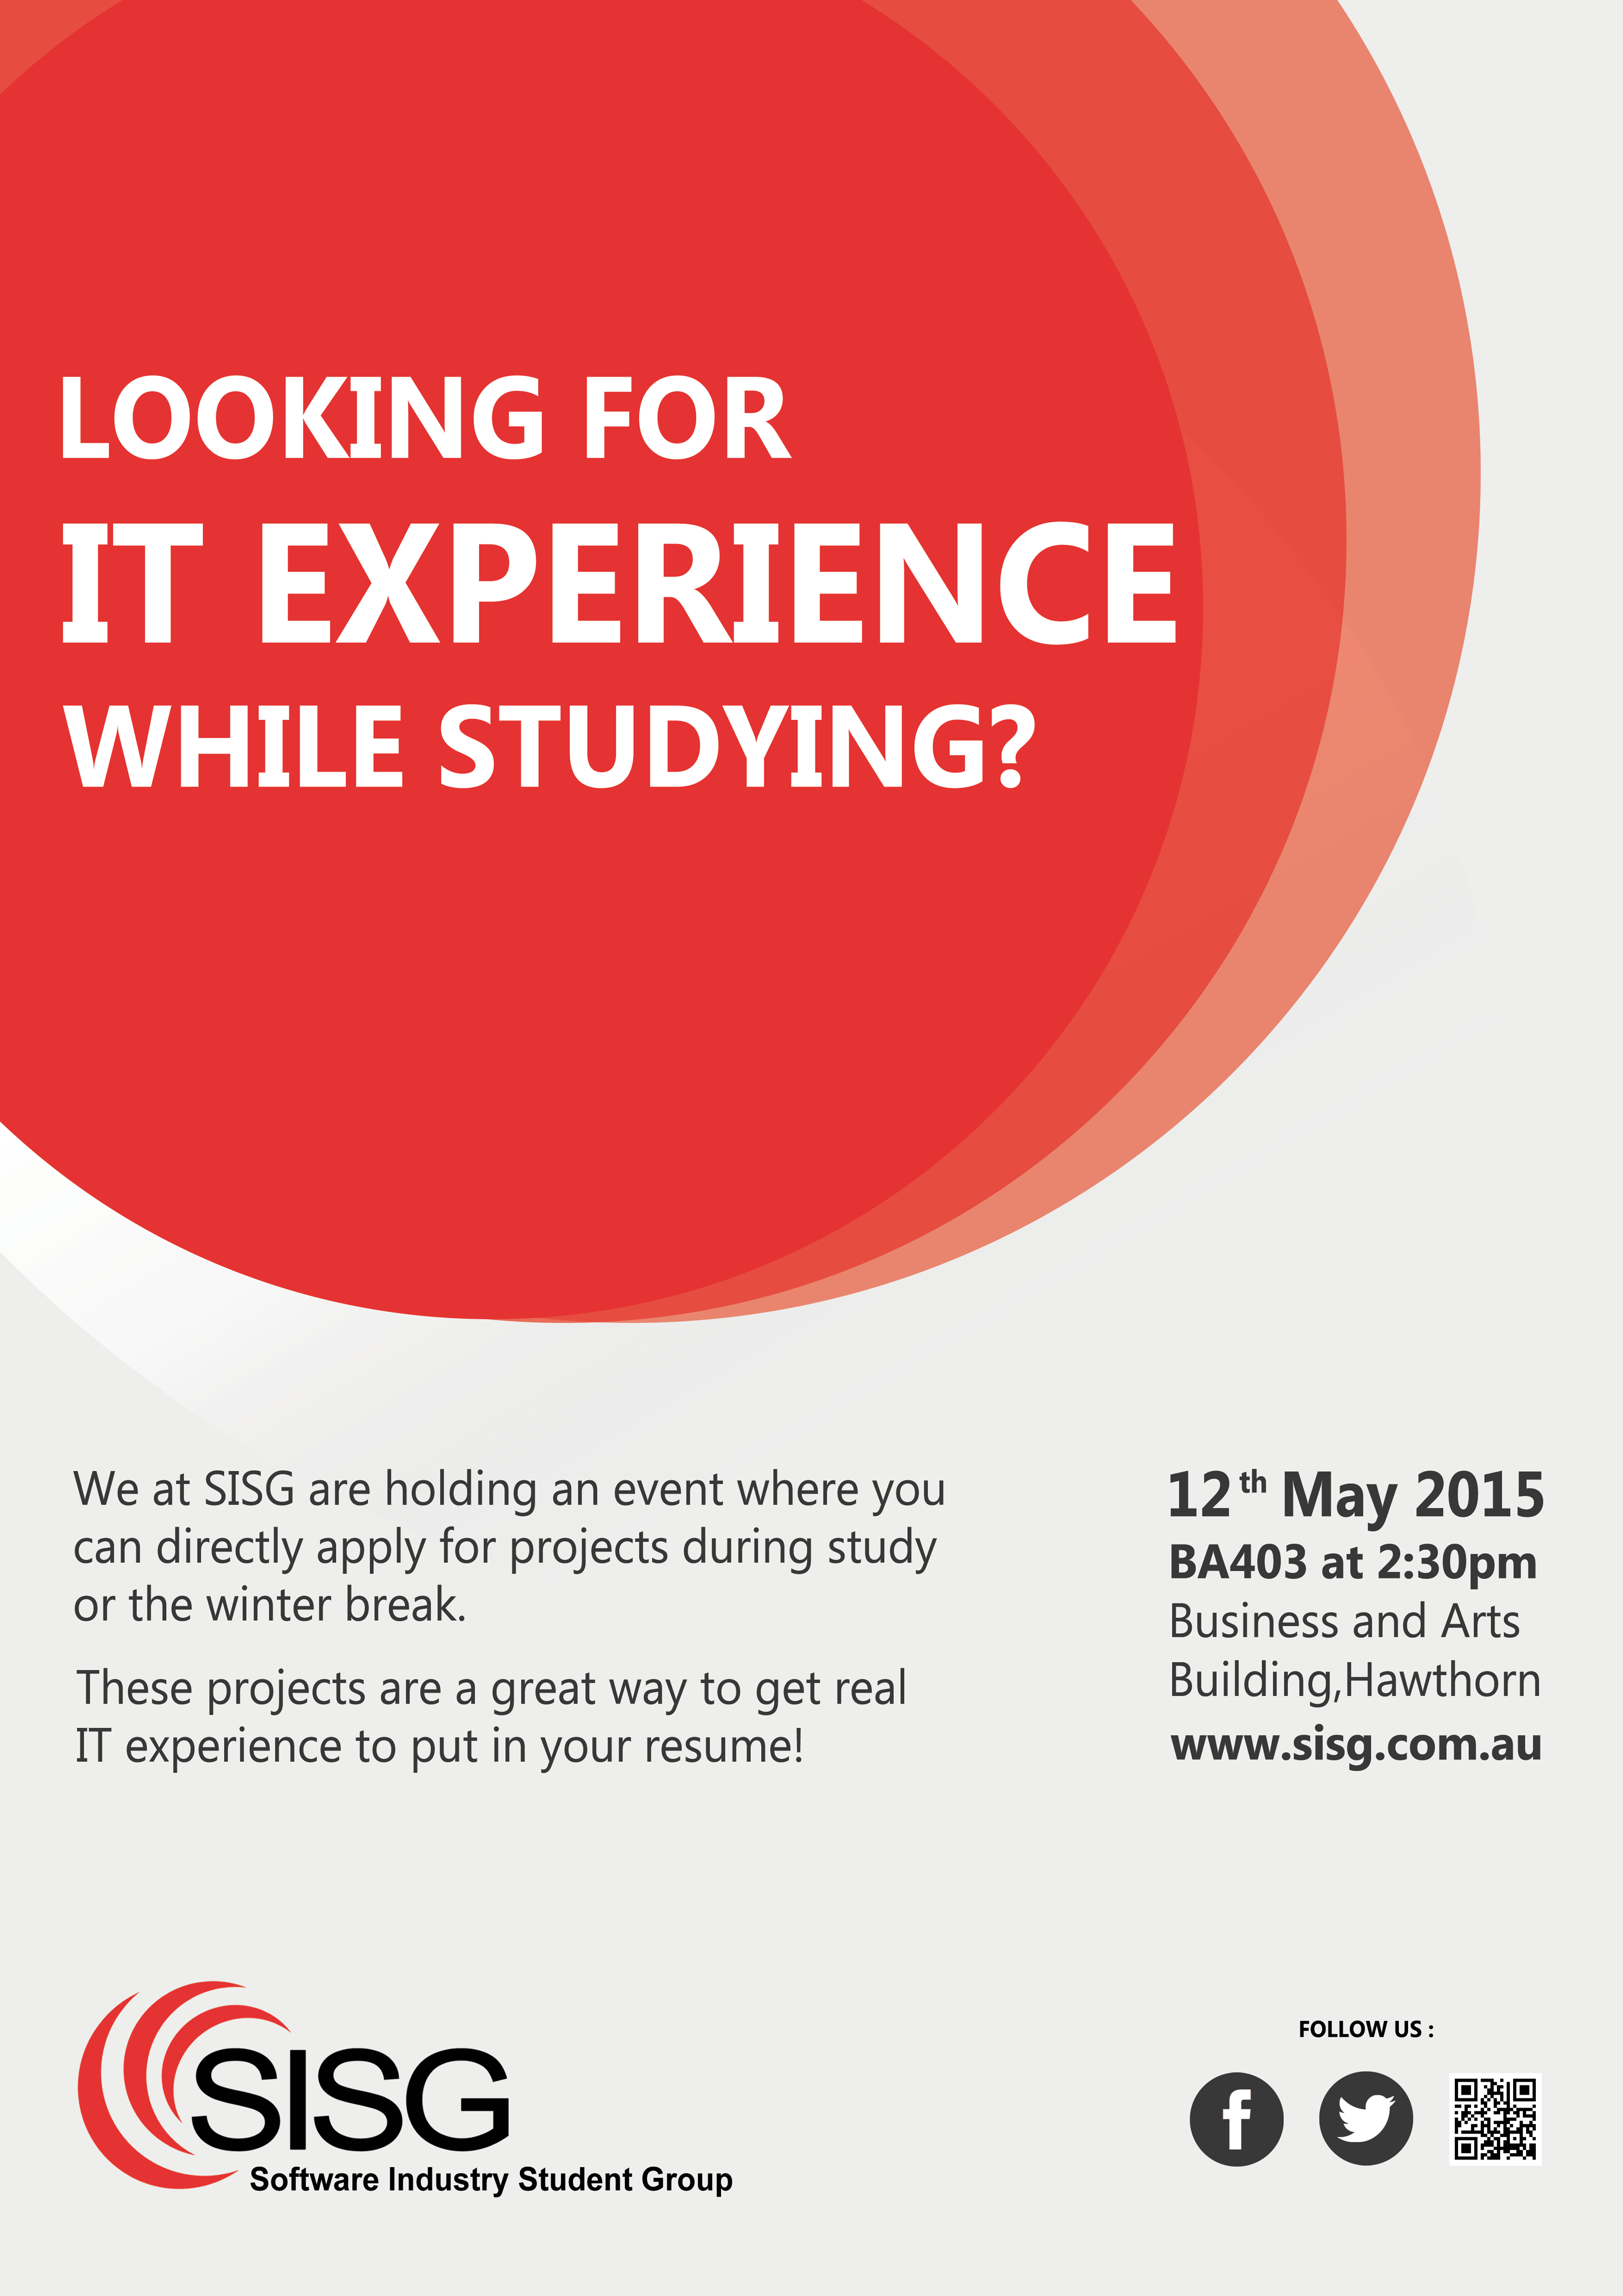 LOOKING FOR
IT EXPERIENCE
WHILE STUDYING?
We at SISG are holding an event where you
can directly apply for projects during study
or the winter break.
These projects are a great way to get real
IT experience to put in your resume!
12th May 2015
BA403 at 2:30pm
Business and Arts
Building,Hawthorn
www.sisg.com.au
SISG
Software Industry Student Group
FOLLOW US :